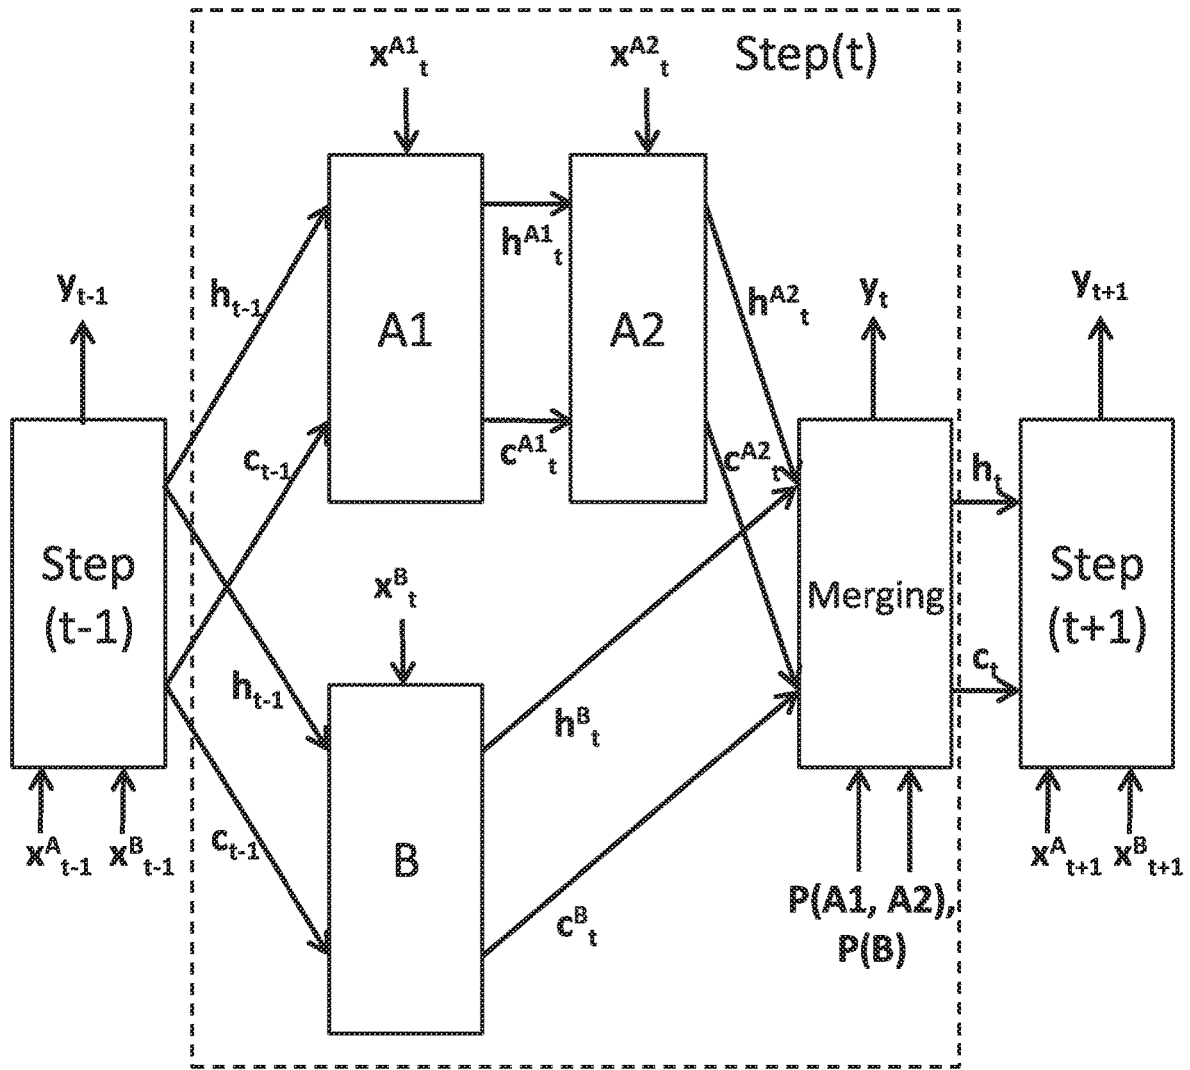 x^A1_t
x^A2_t
Step(t)
h^A1_t
y_t-1
h_t-1
A1
A2
h^A2_t
y_t
y_t+1
c_t-1
c^A1_t
c^A2_t
h_t
Step
(t-1)
x^B_t
Merging
Step
(t+1)
c_t
h_t-1
h^B_t
x^A_t-1
x^B_t-1
c_t-1
B
c^B_t
P(A1, A2),
P(B)
x^A_t+1
x^B_t+1